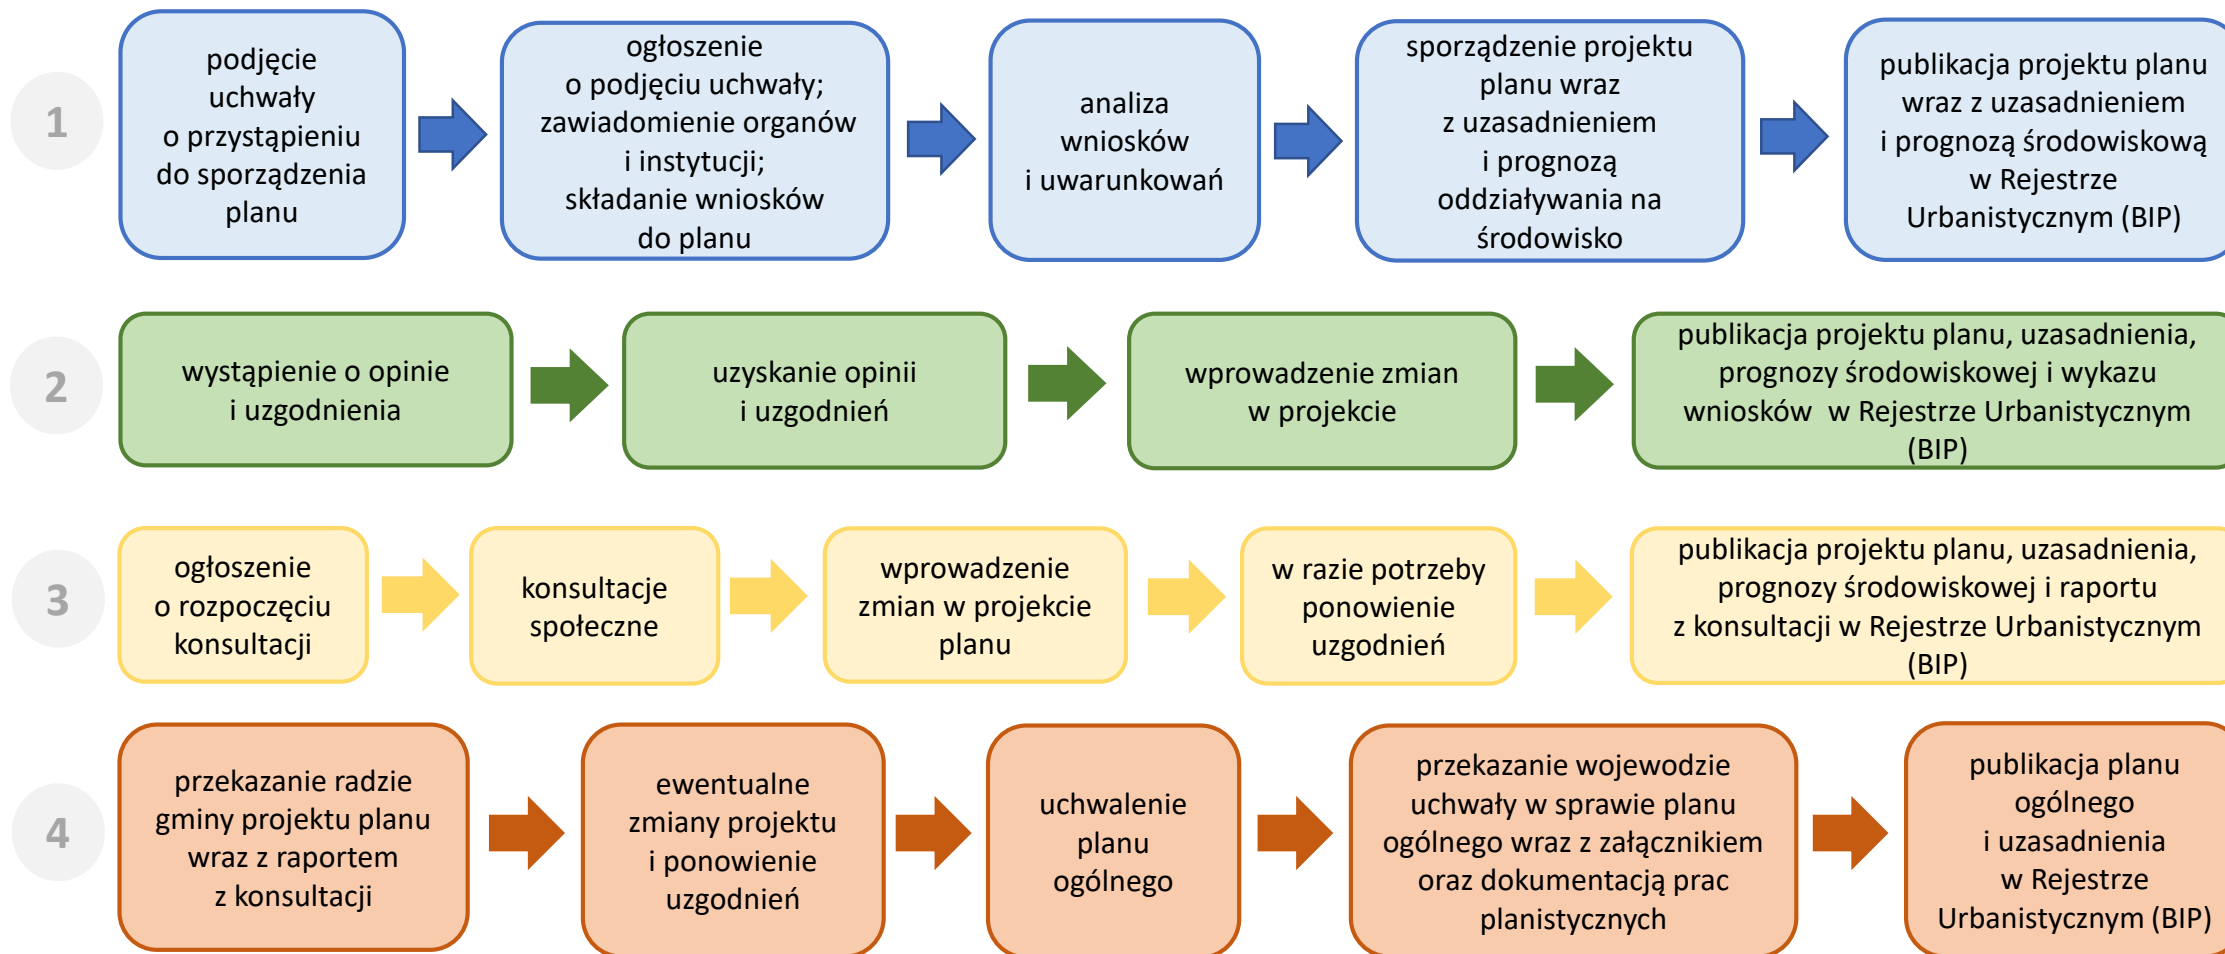 1
podjęcie
uchwały
o przystąpieniu
do sporządzenia
planu
ogłoszenie
o podjęciu uchwały;
zawiadomienie organów
i instytucji;
składanie wniosków
do planu
analiza
wniosków
i uwarunkowań
sporządzenie projektu
planu wraz
z uzasadnieniem
i prognozą
oddziaływania na
środowisko
publikacja projektu planu
wraz z uzasadnieniem
i prognozą środowiskową
w Rejestrze
Urbanistycznym (BIP)
2
wystąpienie o opinie
i uzgodnienia
uzyskanie opinii
i uzgodnień
wprowadzenie zmian
w projekcie
publikacja projektu planu, uzasadnienia,
prognozy środowiskowej i wykazu
wniosków w Rejestrze Urbanistycznym
(BIP)
3
ogłoszenie
o rozpoczęciu
konsultacji
konsultacje
społeczne
wprowadzenie
zmian w projekcie
planu
w razie potrzeby
ponowienie
uzgodnień
publikacja projektu planu, uzasadnienia,
prognozy środowiskowej i raportu
z konsultacji w Rejestrze Urbanistycznym
(BIP)
4
przekazanie radzie
gminy projektu planu
wraz z raportem
z konsultacji
ewentualne
zmiany projektu
i ponowienie
uzgodnień
uchwalenie
planu
ogólnego
przekazanie wojewodzie
uchwały w sprawie planu
ogólnego wraz z załącznikiem
oraz dokumentacją prac
planistycznych
publikacja planu
ogólnego
i uzasadnienia
w Rejestrze
Urbanistycznym (BIP)